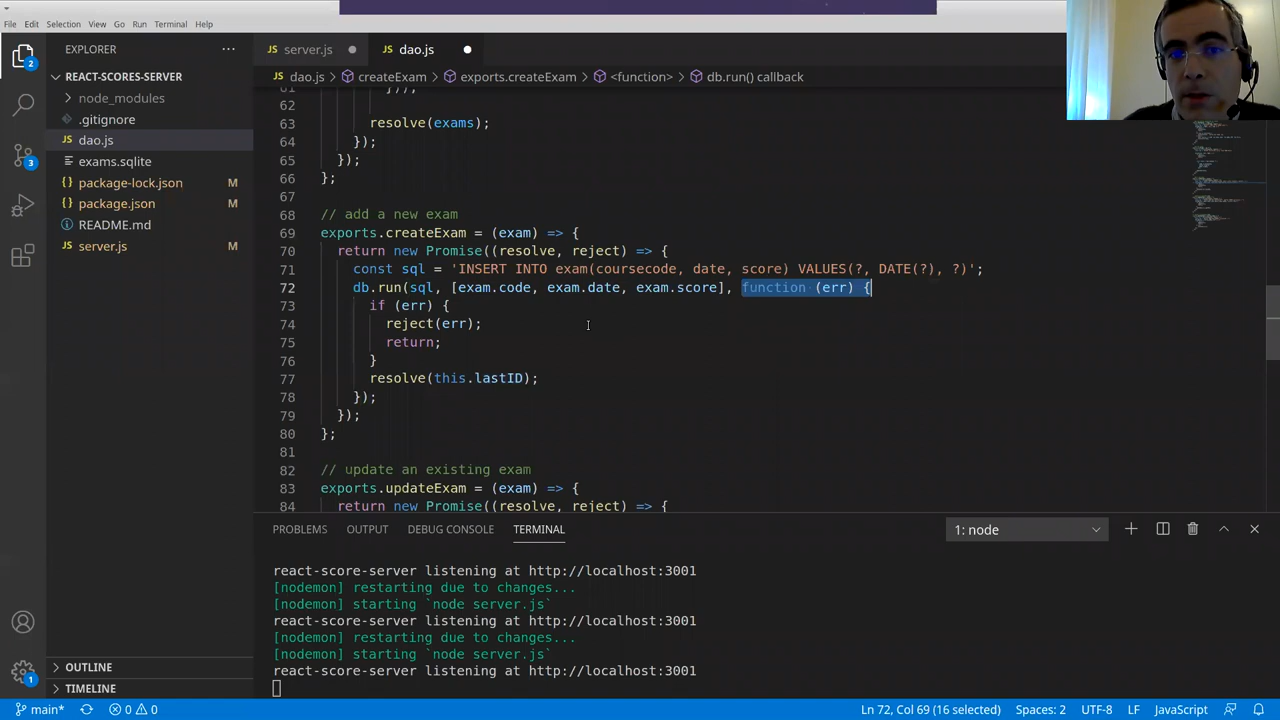 File Edit Selection View Go Run Terminal Help
EXPLORER
REACT-SCORES-SERVER
node_modules
.gitignore
dao.js
exams.sqlite
package-lock.json M
package.json M
README.md
server.js M
OUTLINE
TIMELINE
server.js
dao.js
dao.js > createExam > exports.createExam > <function> > db.run() callback
61 }));
62
63 resolve(exams);
64 });
65 });
66 };
67
68 // add a new exam
69 exports.createExam = (exam) => {
70 return new Promise((resolve, reject) => {
71 const sql = 'INSERT INTO exam(coursecode, date, score) VALUES(?, DATE(?), ?)';
72 db.run(sql, [exam.code, exam.date, exam.score], function (err) {
73 if (err) {
74 reject(err);
75 return;
76 }
77 resolve(this.lastID);
78 });
79 });
80 };
81
82 // update an existing exam
83 exports.updateExam = (exam) => {
84 return new Promise((resolve, reject) => {
PROBLEMS OUTPUT DEBUG CONSOLE TERMINAL
1: node
react-score-server listening at http://localhost:3001
[nodemon] restarting due to changes...
[nodemon] starting `node server.js`
react-score-server listening at http://localhost:3001
[nodemon] restarting due to changes...
[nodemon] starting `node server.js`
react-score-server listening at http://localhost:3001
2
3
1
main* 0 0 Ln 72, Col 69 (16 selected) Spaces: 2 UTF-8 LF JavaScript